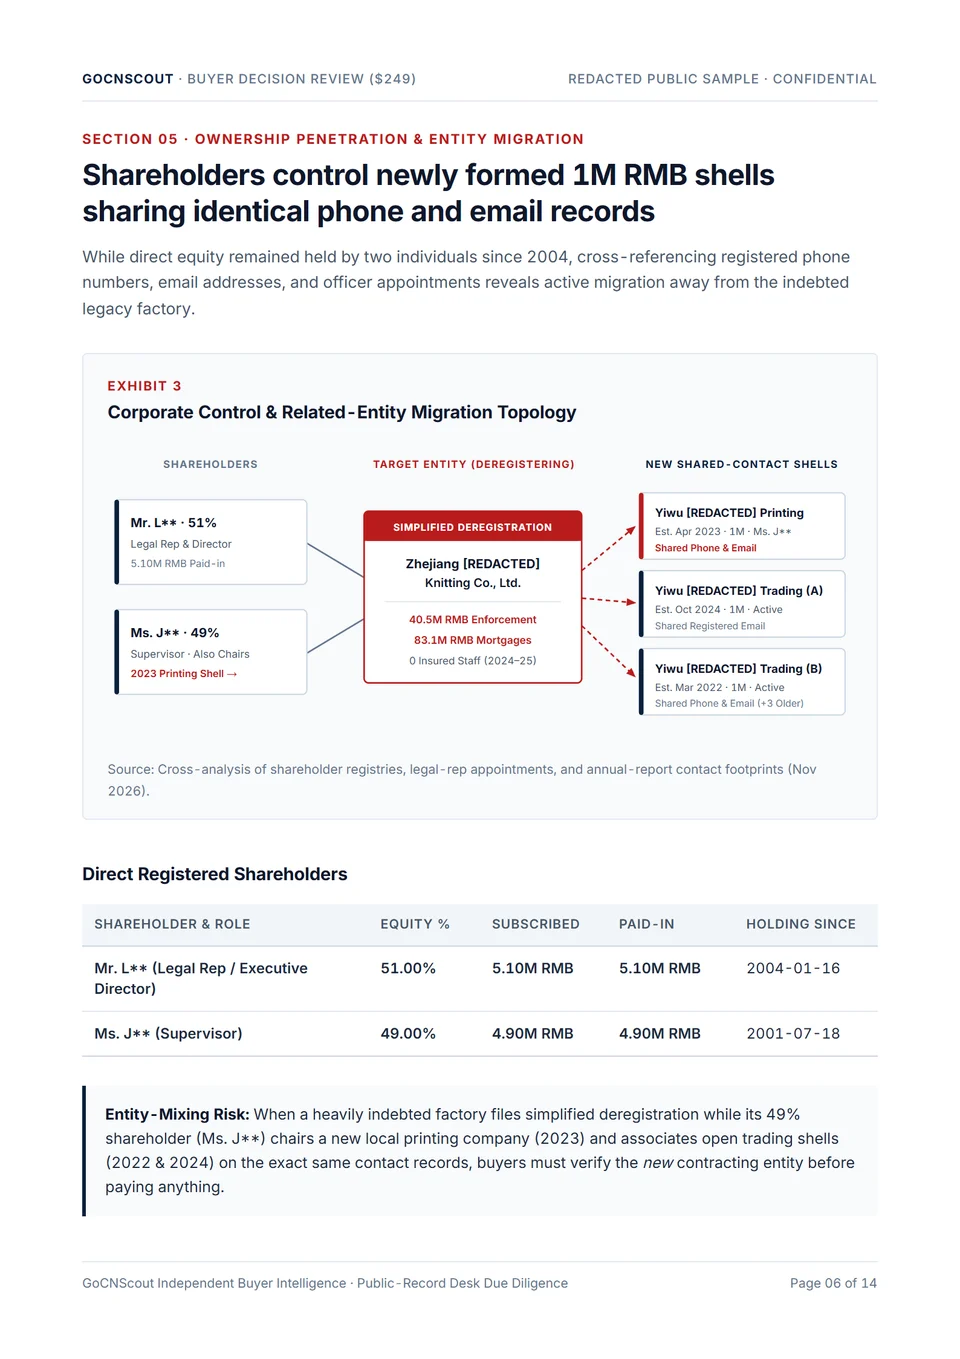 GOCNSCOUT · BUYER DECISION REVIEW ($249)
REDACTED PUBLIC SAMPLE · CONFIDENTIAL
SECTION 05 · OWNERSHIP PENETRATION & ENTITY MIGRATION
Shareholders control newly formed 1M RMB shells
sharing identical phone and email records
While direct equity remained held by two individuals since 2004, cross-referencing registered phone
numbers, email addresses, and officer appointments reveals active migration away from the indebted
legacy factory.
EXHIBIT 3
Corporate Control & Related-Entity Migration Topology
SHAREHOLDERS
Mr. L** · 51%
Legal Rep & Director
5.10M RMB Paid-in
Ms. J** · 49%
Supervisor · Also Chairs
2023 Printing Shell →
TARGET ENTITY (DEREGISTERING)
SIMPLIFIED DEREGISTRATION
Zhejiang [REDACTED]
Knitting Co., Ltd.
40.5M RMB Enforcement
83.1M RMB Mortgages
0 Insured Staff (2024–25)
NEW SHARED-CONTACT SHELLS
Yiwu [REDACTED] Printing
Est. Apr 2023 · 1M · Ms. J**
Shared Phone & Email
Yiwu [REDACTED] Trading (A)
Est. Oct 2024 · 1M · Active
Shared Registered Email
Yiwu [REDACTED] Trading (B)
Est. Mar 2022 · 1M · Active
Shared Phone & Email (+3 Older)
Source: Cross-analysis of shareholder registries, legal-rep appointments, and annual-report contact footprints (Nov
2026).
Direct Registered Shareholders
SHAREHOLDER & ROLE EQUITY % SUBSCRIBED PAID-IN HOLDING SINCE
Mr. L** (Legal Rep / Executive
Director) 51.00% 5.10M RMB 5.10M RMB 2004-01-16
Ms. J** (Supervisor) 49.00% 4.90M RMB 4.90M RMB 2001-07-18
Entity-Mixing Risk: When a heavily indebted factory files simplified deregistration while its 49%
shareholder (Ms. J**) chairs a new local printing company (2023) and associates open trading shells
(2022 & 2024) on the exact same contact records, buyers must verify the new contracting entity before
paying anything.
GoCNScout Independent Buyer Intelligence · Public-Record Desk Due Diligence
Page 06 of 14